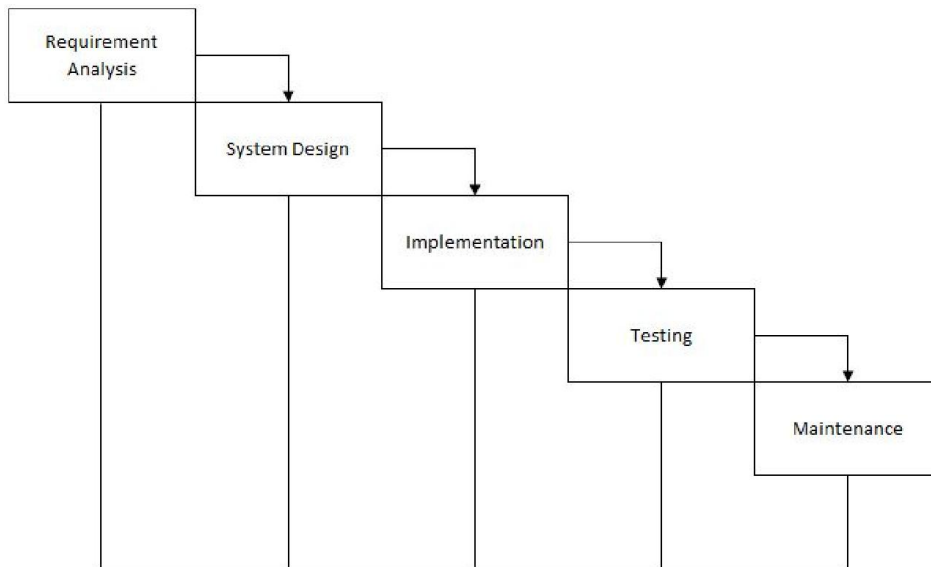 Requirement
Analysis
System Design
Implementation
Testing
Maintenance